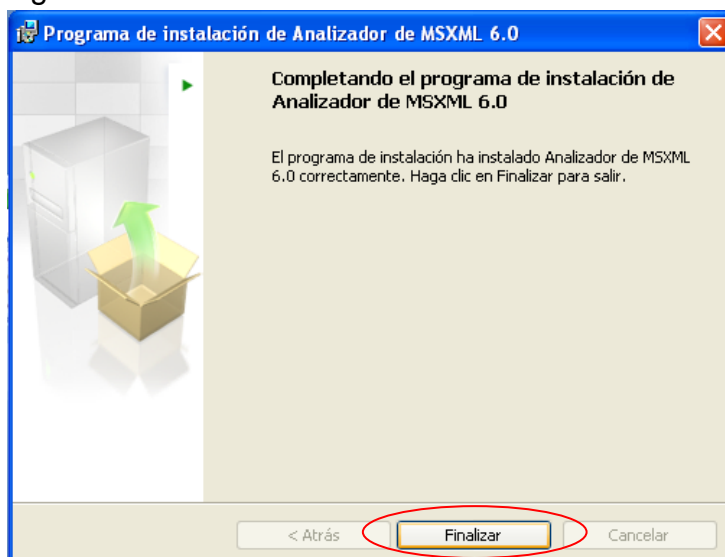 Programa de instalación de Analizador de MSXML 6.0
Completando el programa de instalación de
Analizador de MSXML 6.0
El programa de instalación ha instalado Analizador de MSXML
6.0 correctamente. Haga clic en Finalizar para salir.
< Atrás
Finalizar
Cancelar